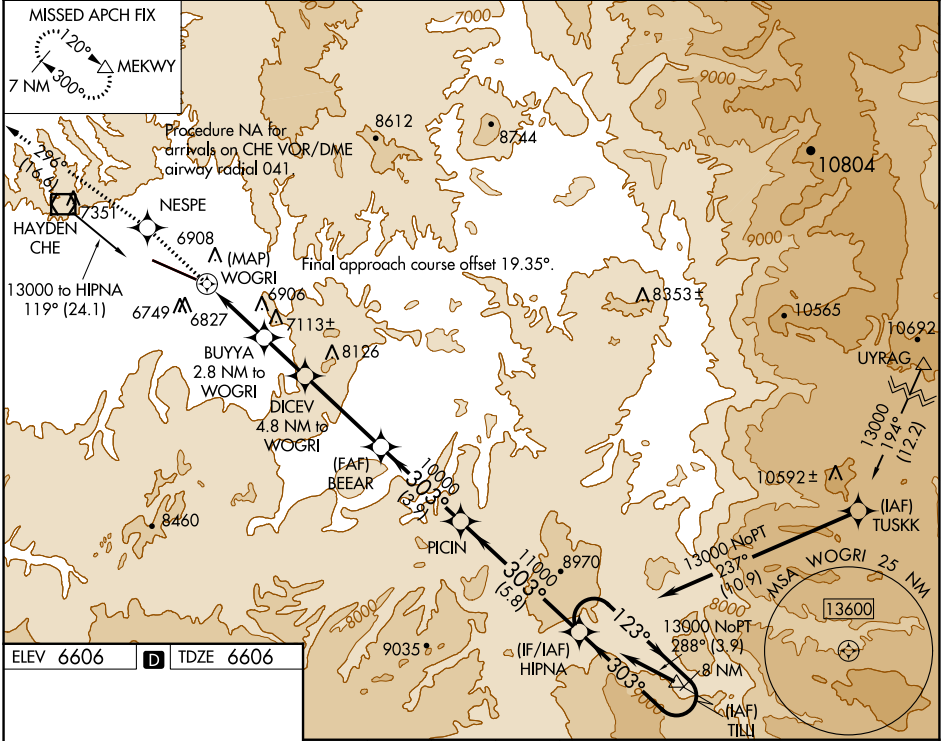 MISSED APCH FIX
120°
MEKWY
300°
7 NM
7000
9000
8612
8744
10804
Procedure NA for
arrivals on CHE VOR/DME
airway radial 041.
296°
(16.6)
7351
HAYDEN
CHE
NESPE
6908
(MAP)
WOGRI
Final approach course offset 19.35°.
9000
13000 to HIPNA
119° (24.1)
6749
6827
6906
7113±
8353±
10565
10692
UYRAG
BUYYA
2.8 NM to
WOGRI
8126
DICEV
4.8 NM to
WOGRI
13000
194°
(12.2)
(FAF)
BEEAR
10000
303°
(3.9)
10592±
(IAF)
TUSKK
8460
PICIN
13000 NoPT
237°
(10.9)
11000
303°
(5.8)
8970
MSA WOGRI 25 NM
13600
8000
8000
123°
13000 NoPT
288° (3.9)
8 NM
9035
(IF/IAF)
HIPNA
303°
(IAF)
TILLI
ELEV 6606
D
TDZE 6606